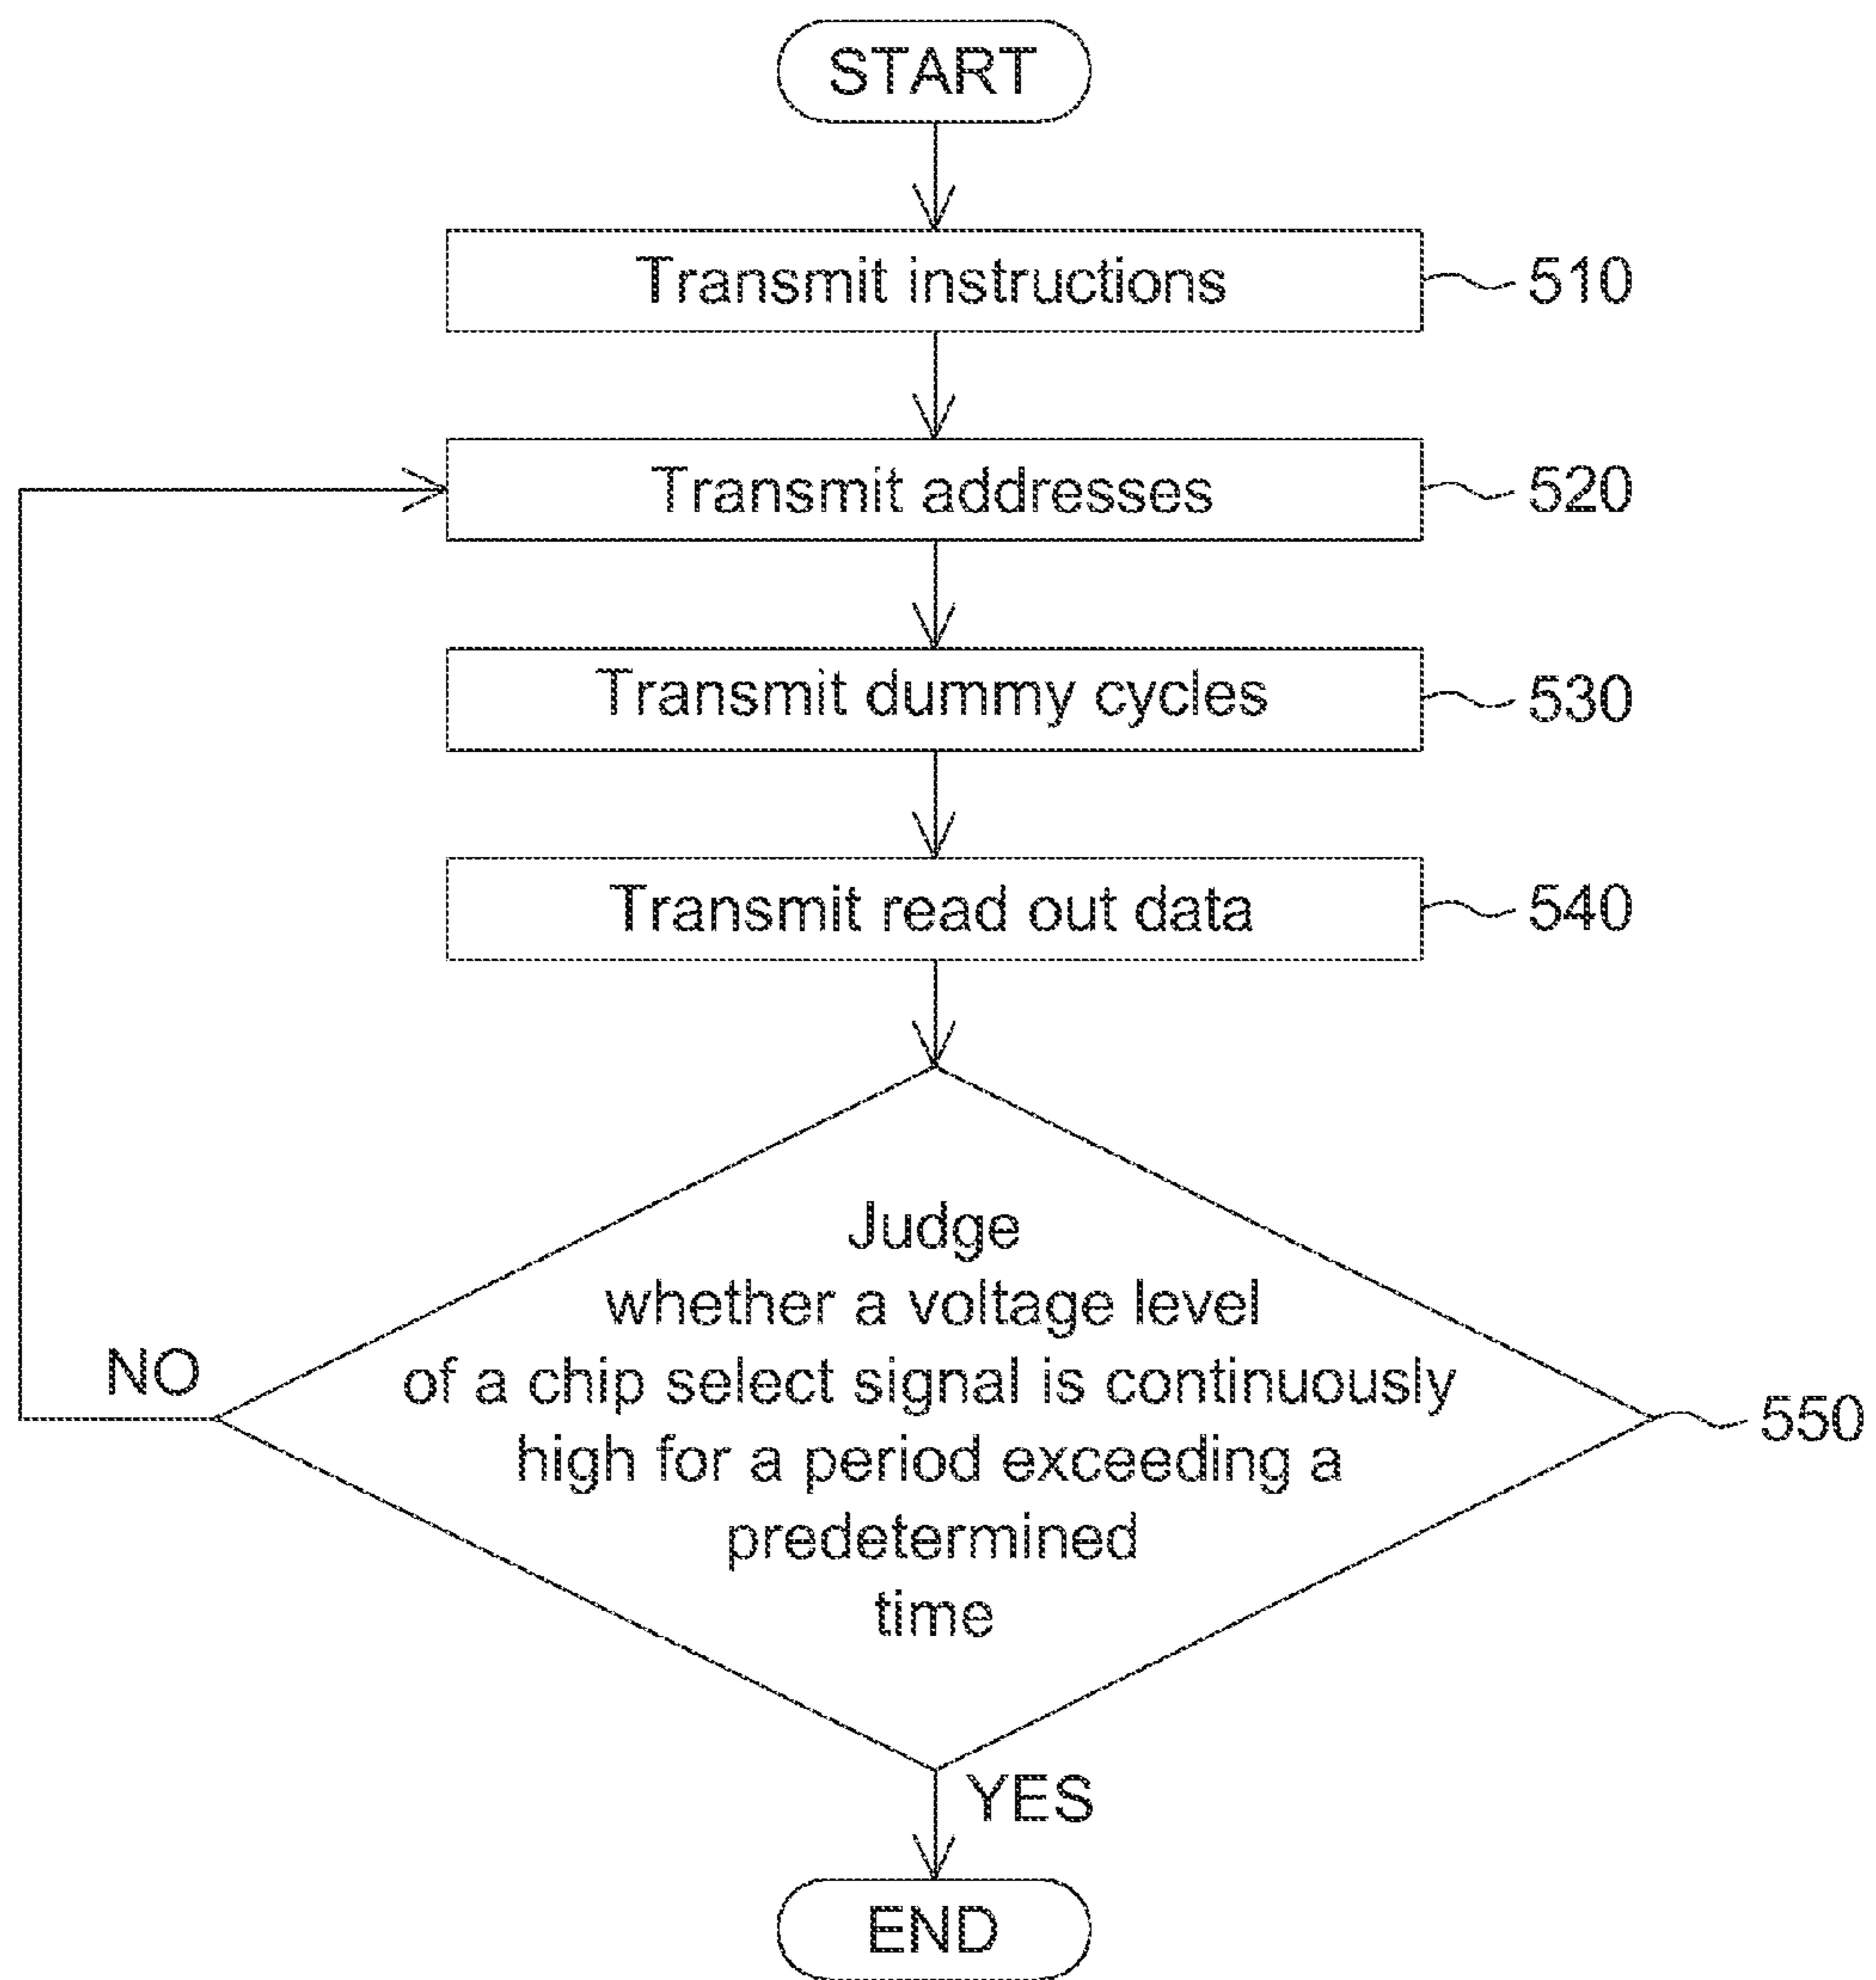 START
Transmit instructions
510
Transmit addresses
520
Transmit dummy cycles
530
Transmit read out data
540
Judge
whether a voltage level
of a chip select signal is continuously
high for a period exceeding a
predetermined
time
NO
550
YES
END